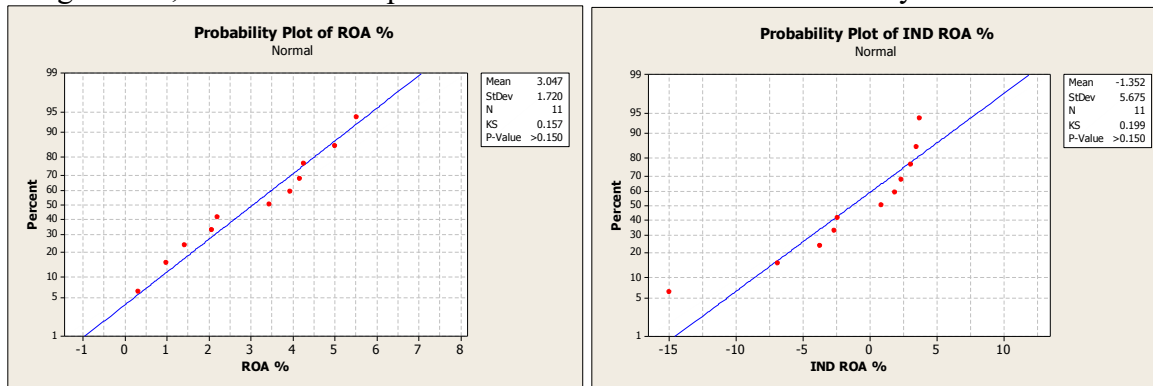 Probability Plot of ROA %
Normal
99
95
90
80
70
60
50
40
30
20
10
5
1
Percent
-1
0
1
2
3
4
5
6
7
8
ROA %
Mean 3.047
StDev 1.720
N 11
KS 0.157
P-Value >0.150
Probability Plot of IND ROA %
Normal
99
95
90
80
70
60
50
40
30
20
10
5
1
Percent
-15
-10
-5
0
5
10
IND ROA %
Mean -1.352
StDev 5.675
N 11
KS 0.199
P-Value >0.150